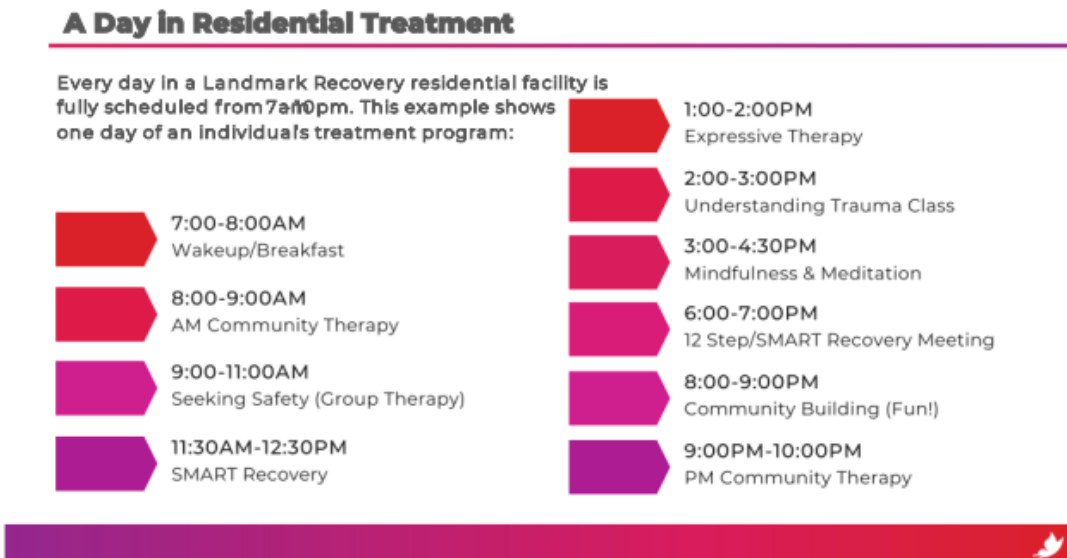 A Day in Residential Treatment
Every day in a Landmark Recovery residential facility is
fully scheduled from 7am-10pm. This example shows
one day of an individual's treatment program:
7:00-8:00AM
Wakeup/Breakfast
8:00-9:00AM
AM Community Therapy
9:00-11:00AM
Seeking Safety (Group Therapy)
11:30AM-12:30PM
SMART Recovery
1:00-2:00PM
Expressive Therapy
2:00-3:00PM
Understanding Trauma Class
3:00-4:30PM
Mindfulness & Meditation
6:00-7:00PM
12 Step/SMART Recovery Meeting
8:00-9:00PM
Community Building (Fun!)
9:00PM-10:00PM
PM Community Therapy